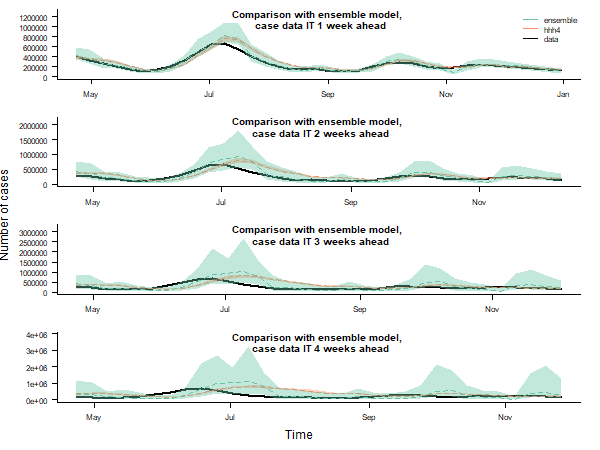 Comparison with ensemble model,
case data IT 1 week ahead
ensemble
hhh4
data
1200000
1000000
800000
600000
400000
200000
0
May Jul Sep Nov Jan
Comparison with ensemble model,
case data IT 2 weeks ahead
2000000
1500000
1000000
500000
0
May Jul Sep Nov
Number of cases
Comparison with ensemble model,
case data IT 3 weeks ahead
3000000
2500000
2000000
1500000
1000000
500000
0
May Jul Sep Nov
Comparison with ensemble model,
case data IT 4 weeks ahead
4e+06
3e+06
2e+06
1e+06
0e+00
May Jul Sep Nov
Time